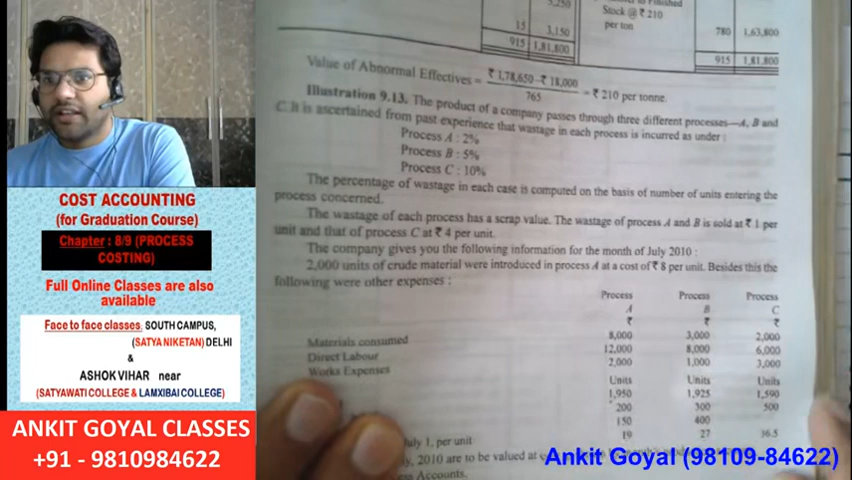 COST ACCOUNTING
(for Graduation Course)
Chapter : 8/9 (PROCESS
COSTING)
Full Online Classes are also
available
Face to face classes, SOUTH CAMPUS,
(SATYA NIKETAN) DELHI
&
ASHOK VIHAR near
(SATYAWATI COLLEGE & LAMXIBAI COLLEGE)
ANKIT GOYAL CLASSES
+91 - 9810984622
Stock @ ₹ 210
15 3,150 per ton 780 1,63,800
915 1,81,800 915 1,81,800
Value of Abnormal Effectives = ₹ 1,78,650 – ₹ 18,000 / 765 = ₹ 210 per tonne.
Illustration 9.13. The product of a company passes through three different processes—A, B and
C. It is ascertained from past experience that wastage in each process is incurred as under :
Process A : 2%
Process B : 5%
Process C : 10%
The percentage of wastage in each case is computed on the basis of number of units entering the
process concerned.
The wastage of each process has a scrap value. The wastage of process A and B is sold at ₹ 1 per
unit and that of process C at ₹ 4 per unit.
The company gives you the following information for the month of July 2010 :
2,000 units of crude material were introduced in process A at a cost of ₹ 8 per unit. Besides this the
following were other expenses :
Process Process Process
A B C
₹ ₹ ₹
Materials consumed 8,000 3,000 2,000
Direct Labour 12,000 8,000 6,000
Works Expenses 2,000 1,000 3,000
Units Units Units
1,950 1,925 1,590
200 300 500
150 400
July 1, per unit 19 27 36.5
2010 are to be valued at
Accounts.
Ankit Goyal (98109-84622)